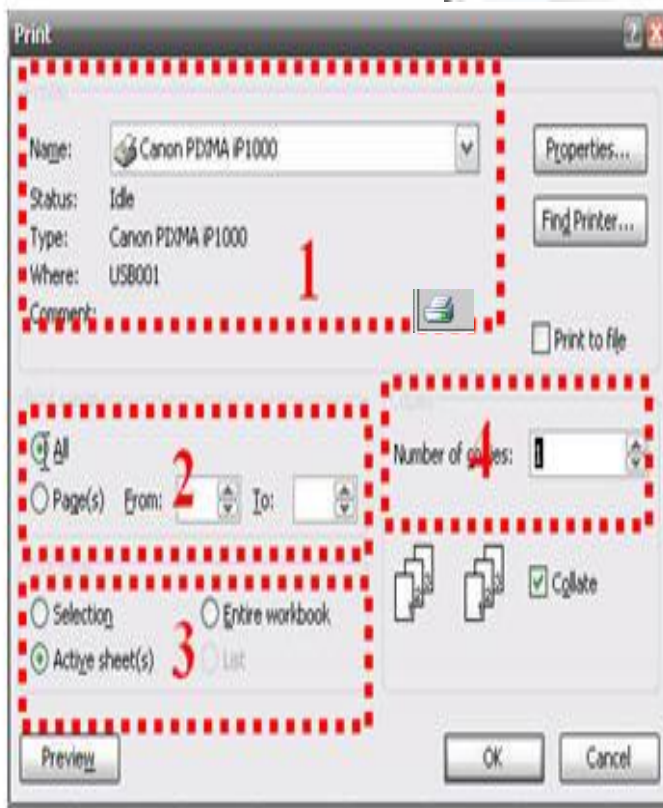 Print
Name: Canon PIXMA iP1000
Properties...
Status: Idle
Find Printer...
Type: Canon PIXMA iP1000
Where: USB001
1
Comment:
Print to file
All
2
Page(s) From: To:
Number of copies: 1
4
Selection Entire workbook
Active sheet(s) List
3
Collate
Preview OK Cancel